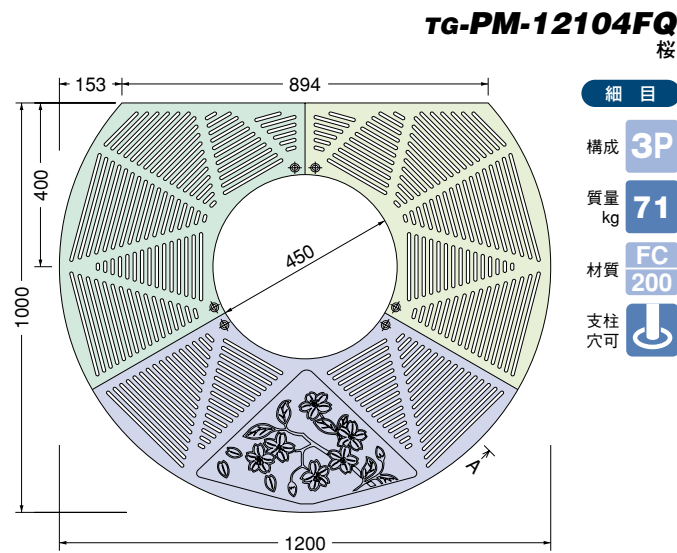 TG-PM-12104FQ
桜
153
894
細 目
構成 3P
400
質量 kg 71
450
材質 FC 200
1000
支柱 穴可
A
1200